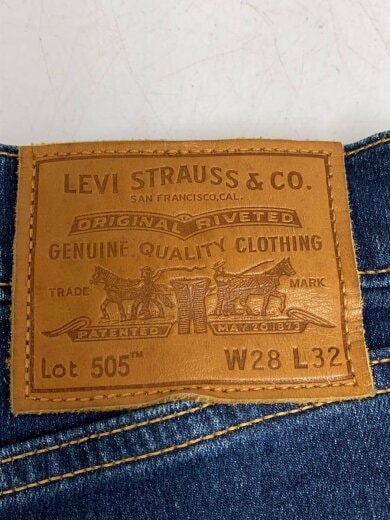 LEVI STRAUSS & CO.
SAN FRANCISCO, CAL.
ORIGINAL RIVETED
GENUINE QUALITY CLOTHING
TRADE MARK
PATENTED MAY 20 1873
Lot 505™ W28 L32